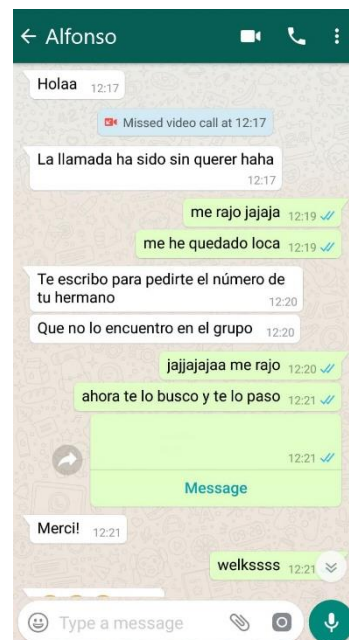 Alfonso
Holaa 12:17
Missed video call at 12:17
La llamada ha sido sin querer haha
12:17
me rajo jajaja 12:19
me he quedado loca 12:19
Te escribo para pedirte el número de
tu hermano 12:20
Que no lo encuentro en el grupo 12:20
jajjajajaa me rajo 12:20
ahora te lo busco y te lo paso 12:21
12:21
Message
Merci! 12:21
welkssss 12:21
Type a message